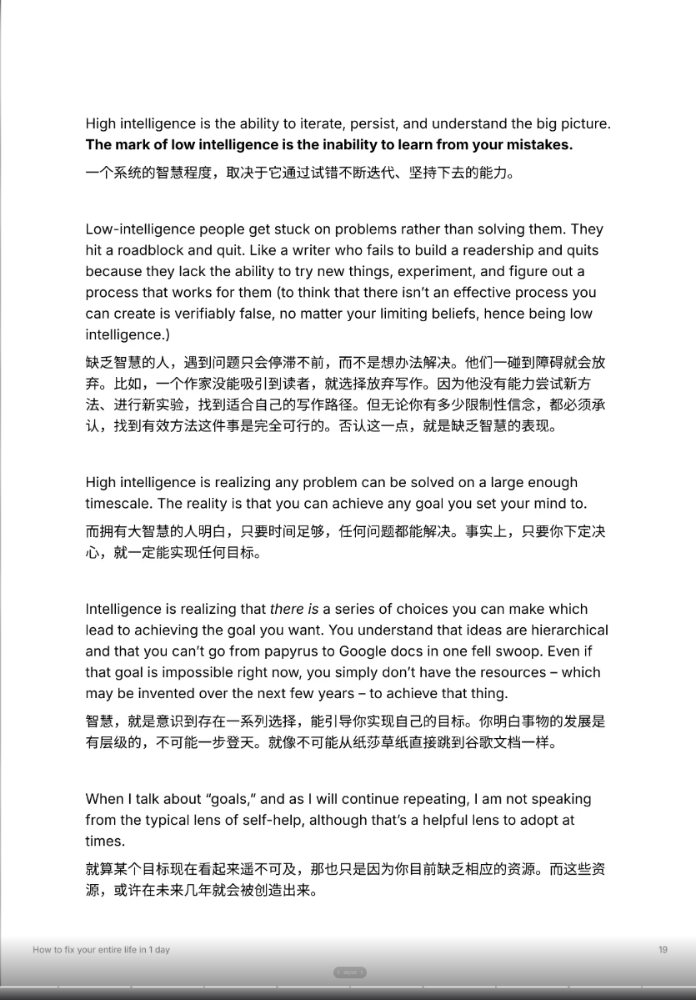 High intelligence is the ability to iterate, persist, and understand the big picture.
The mark of low intelligence is the inability to learn from your mistakes.
一个系统的智慧程度，取决于它通过试错不断迭代、坚持下去的能力。
Low-intelligence people get stuck on problems rather than solving them. They
hit a roadblock and quit. Like a writer who fails to build a readership and quits
because they lack the ability to try new things, experiment, and figure out a
process that works for them (to think that there isn’t an effective process you
can create is verifiably false, no matter your limiting beliefs, hence being low
intelligence.)
缺乏智慧的人，遇到问题只会停滞不前，而不是想办法解决。他们一碰到障碍就会放
弃。比如，一个作家没能吸引到读者，就选择放弃写作。因为他没有能力尝试新方
法、进行新实验，找到适合自己的写作路径。但无论你有多少限制性信念，都必须承
认，找到有效方法这件事是完全可行的。否认这一点，就是缺乏智慧的表现。
High intelligence is realizing any problem can be solved on a large enough
timescale. The reality is that you can achieve any goal you set your mind to.
而拥有大智慧的人明白，只要时间足够，任何问题都能解决。事实上，只要你下定决
心，就一定能实现任何目标。
Intelligence is realizing that there is a series of choices you can make which
lead to achieving the goal you want. You understand that ideas are hierarchical
and that you can’t go from papyrus to Google docs in one fell swoop. Even if
that goal is impossible right now, you simply don’t have the resources – which
may be invented over the next few years – to achieve that thing.
智慧，就是意识到存在一系列选择，能引导你实现自己的目标。你明白事物的发展是
有层级的，不可能一步登天。就像不可能从纸莎草纸直接跳到谷歌文档一样。
When I talk about “goals,” and as I will continue repeating, I am not speaking
from the typical lens of self-help, although that’s a helpful lens to adopt at
times.
就算某个目标现在看起来遥不可及，那也只是因为你目前缺乏相应的资源。而这些资
源，或许在未来几年就会被创造出来。
How to fix your entire life in 1 day
19